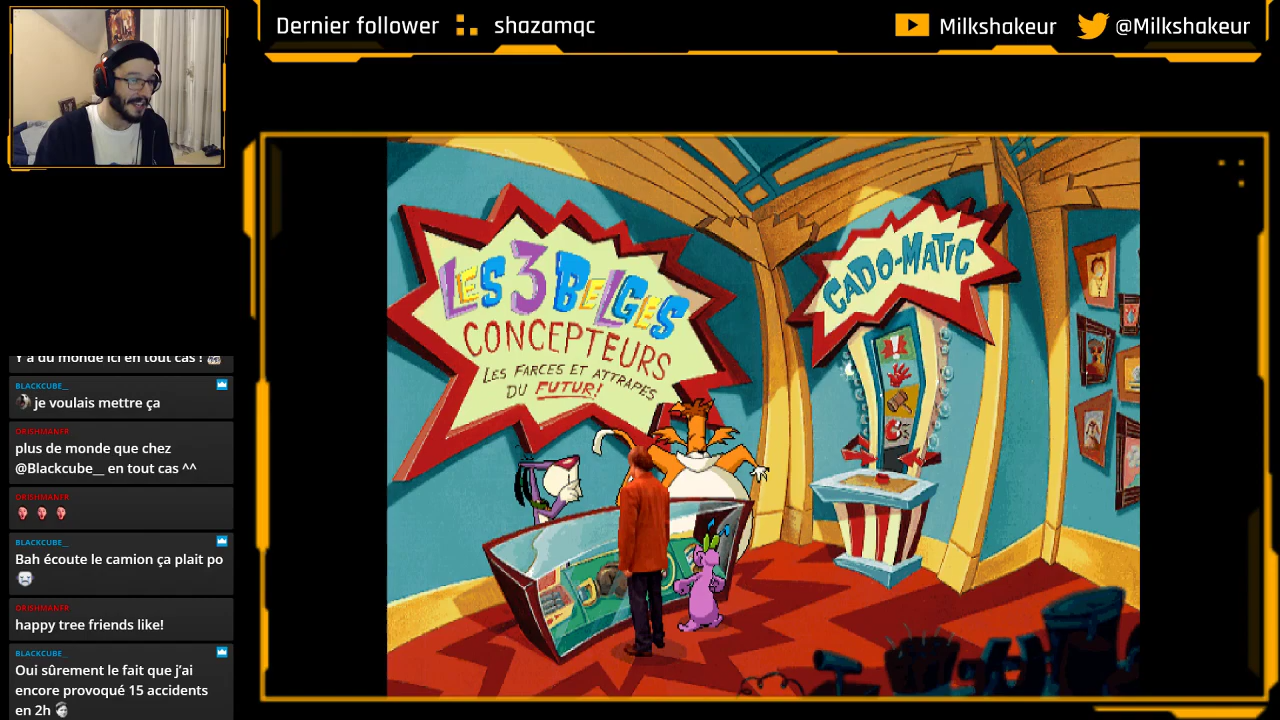 Dernier follower shazamqc
Milkshakeur @Milkshakeur
LES 3 BELGES
CONCEPTEURS
LES FARCES ET ATTRAPES
DU FUTUR!
CADO-MATIC
Y a du monde ici en tout cas !
BLACKCUBE_
je voulais mettre ça
ORISHMANFR
plus de monde que chez
@Blackcube__ en tout cas ^^
ORISHMANFR
BLACKCUBE_
Bah écoute le camion ça plait po
ORISHMANFR
happy tree friends like!
BLACKCUBE_
Oui sûrement le fait que j'ai
encore provoqué 15 accidents
en 2h